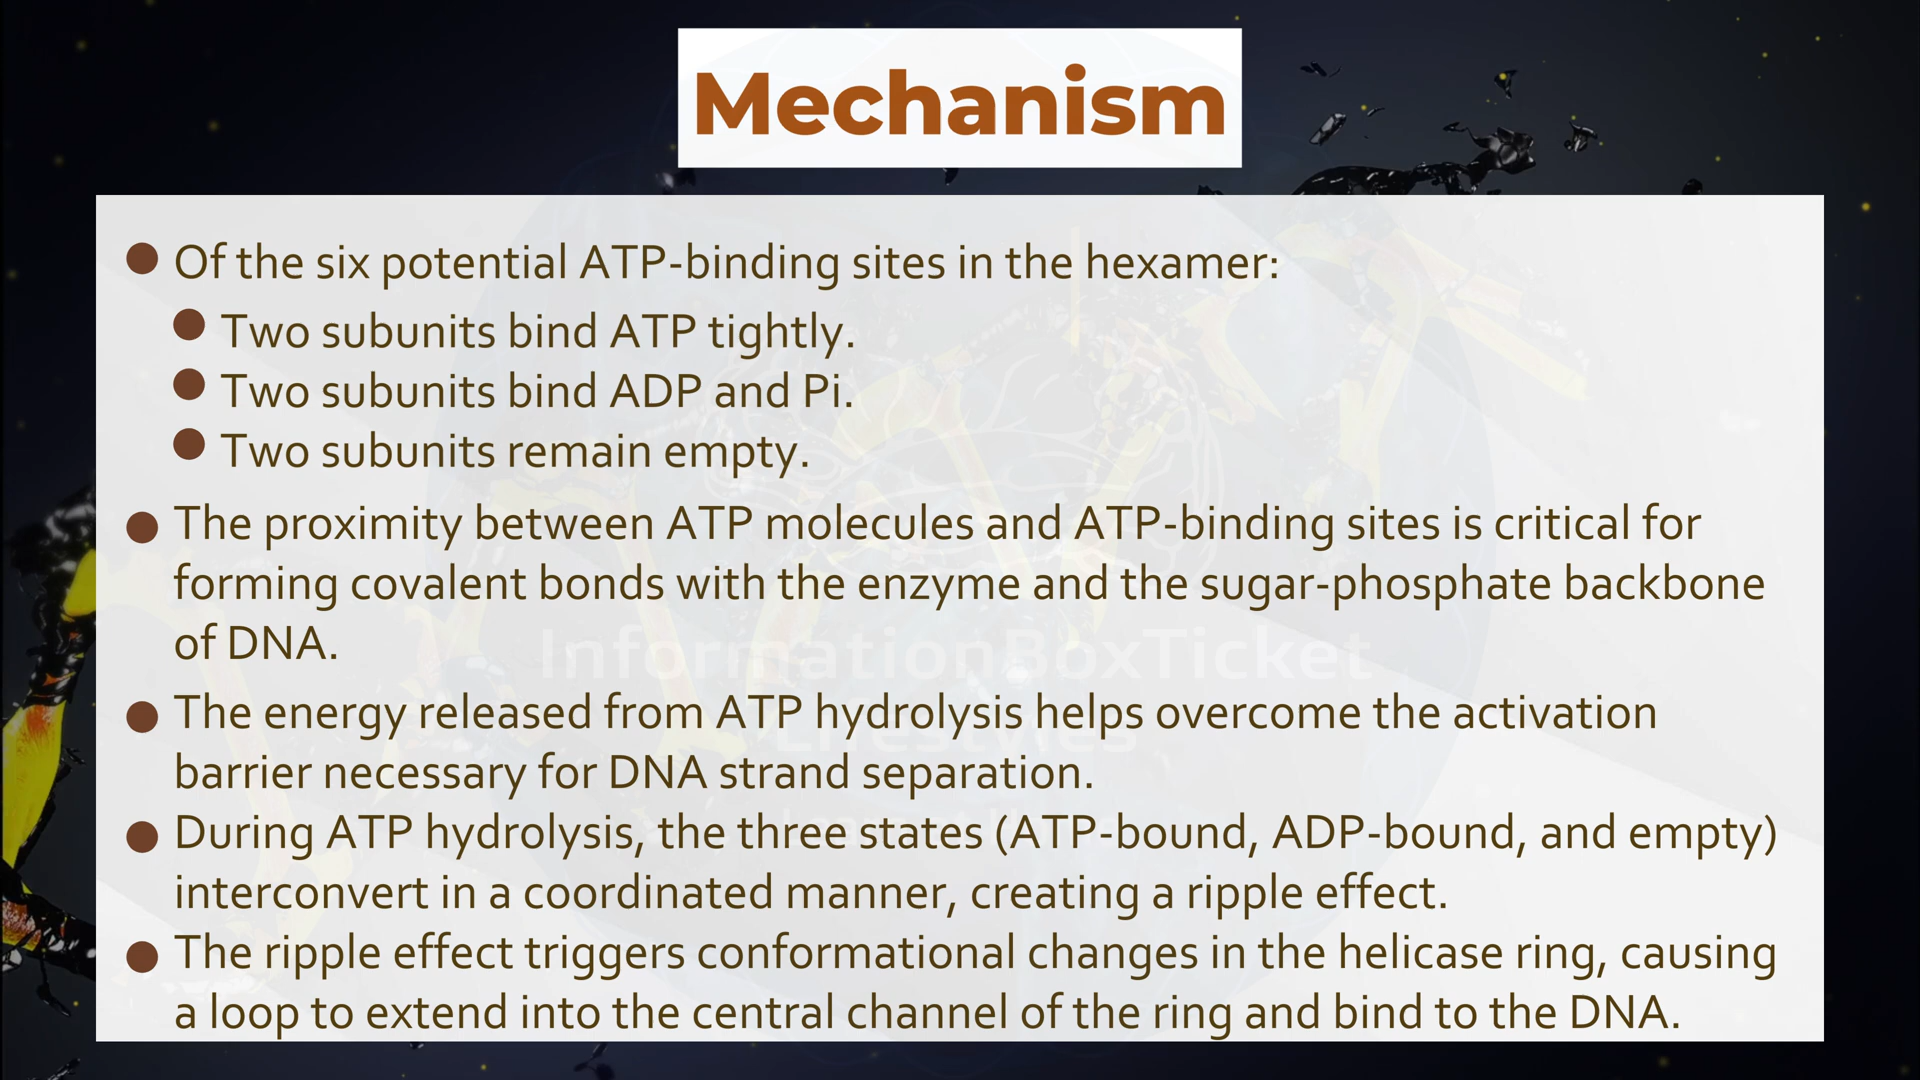 Mechanism
Of the six potential ATP-binding sites in the hexamer:
Two subunits bind ATP tightly.
Two subunits bind ADP and Pi.
Two subunits remain empty.
The proximity between ATP molecules and ATP-binding sites is critical for
forming covalent bonds with the enzyme and the sugar-phosphate backbone
of DNA.
InformationBoxTicket
Lifestyles
The energy released from ATP hydrolysis helps overcome the activation
barrier necessary for DNA strand separation.
During ATP hydrolysis, the three states (ATP-bound, ADP-bound, and empty)
interconvert in a coordinated manner, creating a ripple effect.
The ripple effect triggers conformational changes in the helicase ring, causing
a loop to extend into the central channel of the ring and bind to the DNA.